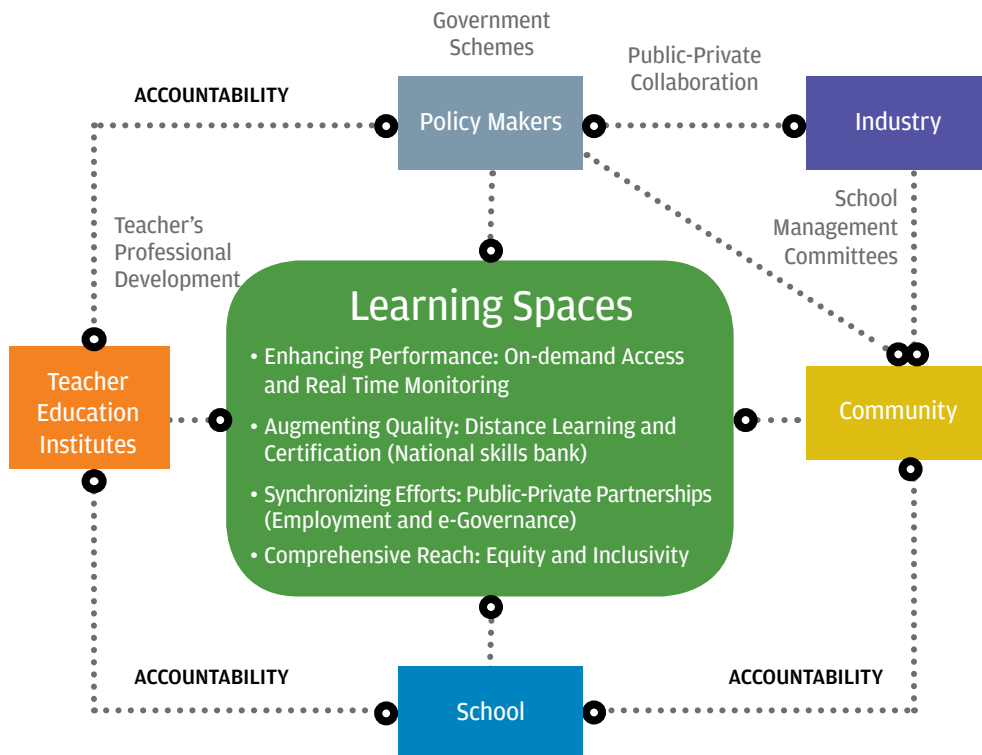 Government
Schemes
Public-Private
Collaboration
ACCOUNTABILITY
Policy Makers
Industry
Teacher's
Professional
Development
School
Management
Committees
Learning Spaces
• Enhancing Performance: On-demand Access
and Real Time Monitoring
• Augmenting Quality: Distance Learning and
Certification (National skills bank)
• Synchronizing Efforts: Public-Private Partnerships
(Employment and e-Governance)
• Comprehensive Reach: Equity and Inclusivity
Teacher
Education
Institutes
Community
ACCOUNTABILITY
ACCOUNTABILITY
School